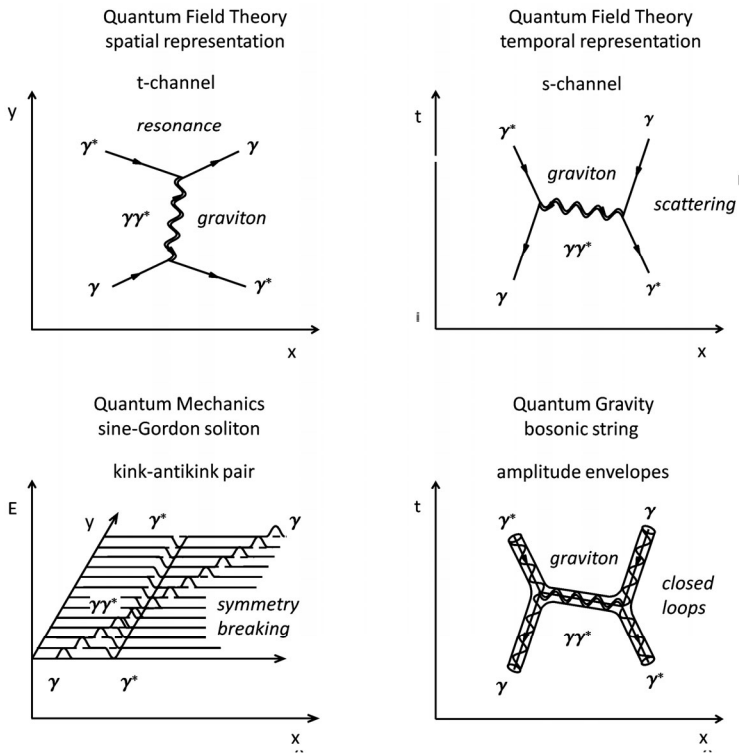 Quantum Field Theory
spatial representation
t-channel
y
resonance
γ*
γ
γγ*
graviton
γ
γ*
x
Quantum Field Theory
temporal representation
s-channel
t
γ*
γ
graviton
scattering
γγ*
γ
γ*
x
Quantum Mechanics
sine-Gordon soliton
kink-antikink pair
E
y
γ*
γ
γγ*
symmetry
breaking
γ
γ*
x
Quantum Gravity
bosonic string
amplitude envelopes
t
γ*
γ
graviton
closed
loops
γγ*
γ
γ*
x